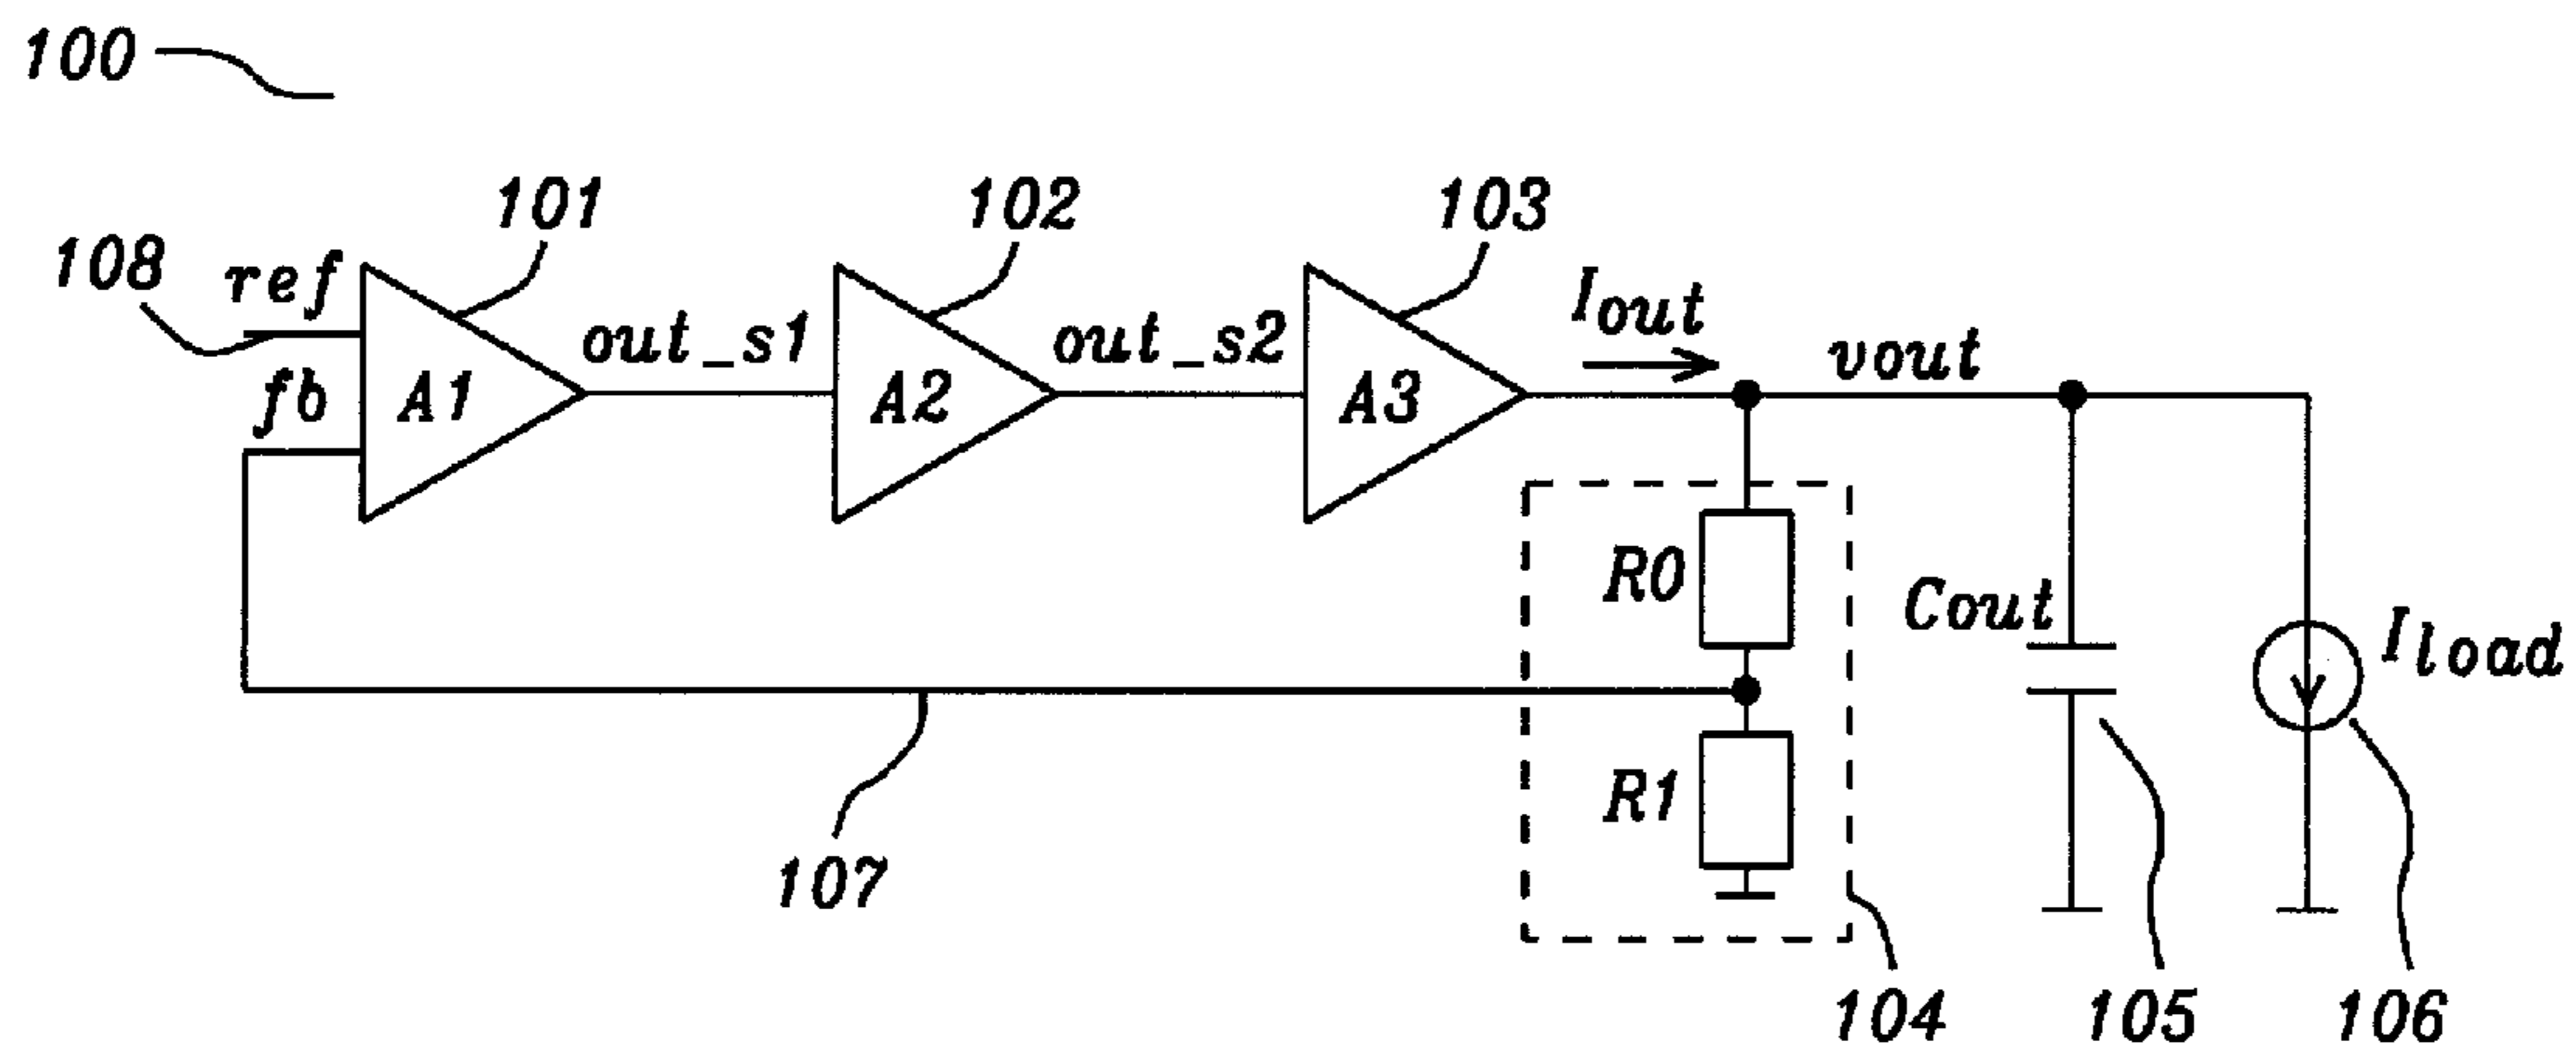 100
101
102
103
108
ref
fb
A1
out_s1
A2
out_s2
A3
Iout
vout
R0
Cout
Iload
R1
107
104
105
106